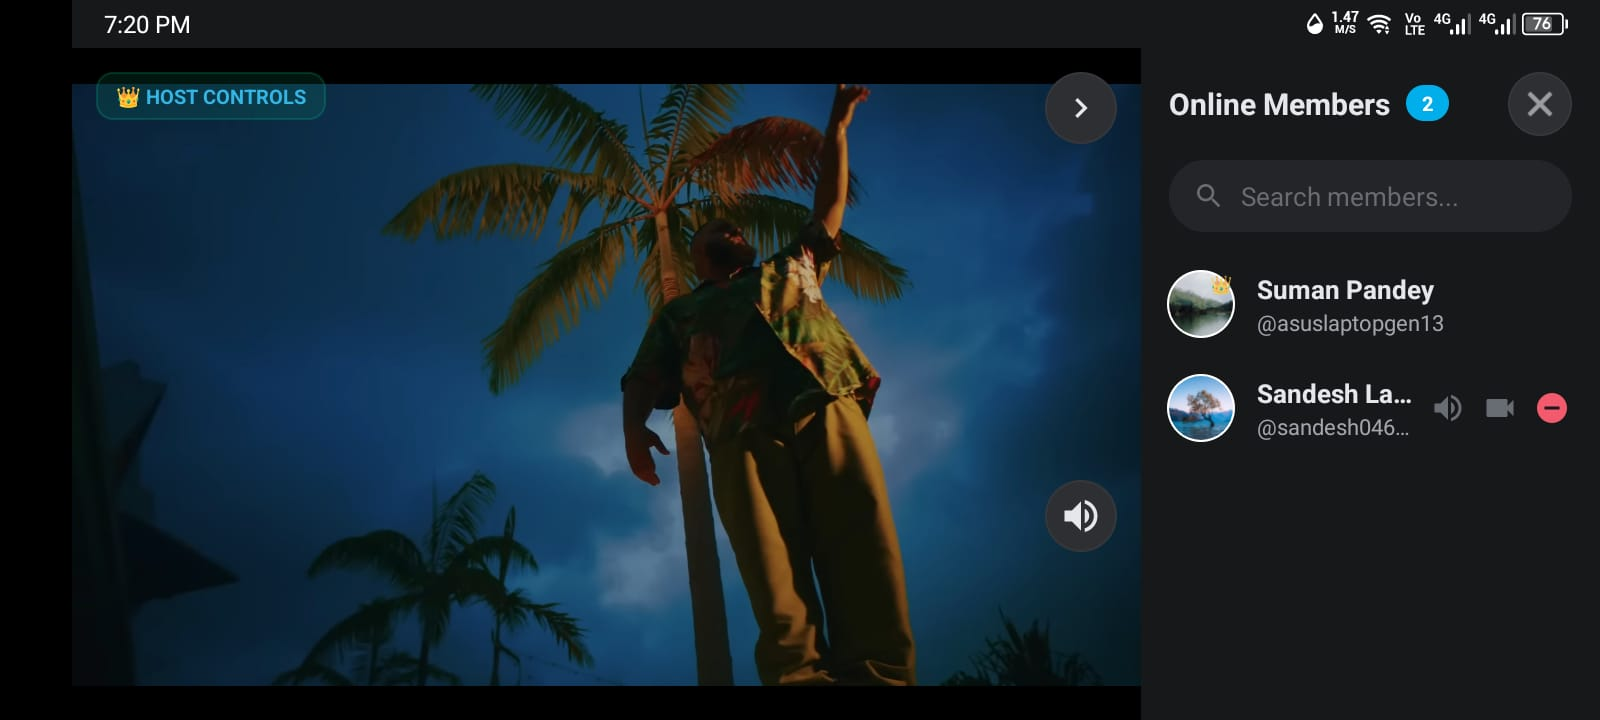 7:20 PM
1.47
M/S
Vo
LTE
4G
4G
76
HOST CONTROLS
Online Members 2
Search members...
Suman Pandey
@asuslaptopgen13
Sandesh La...
@sandesh046...